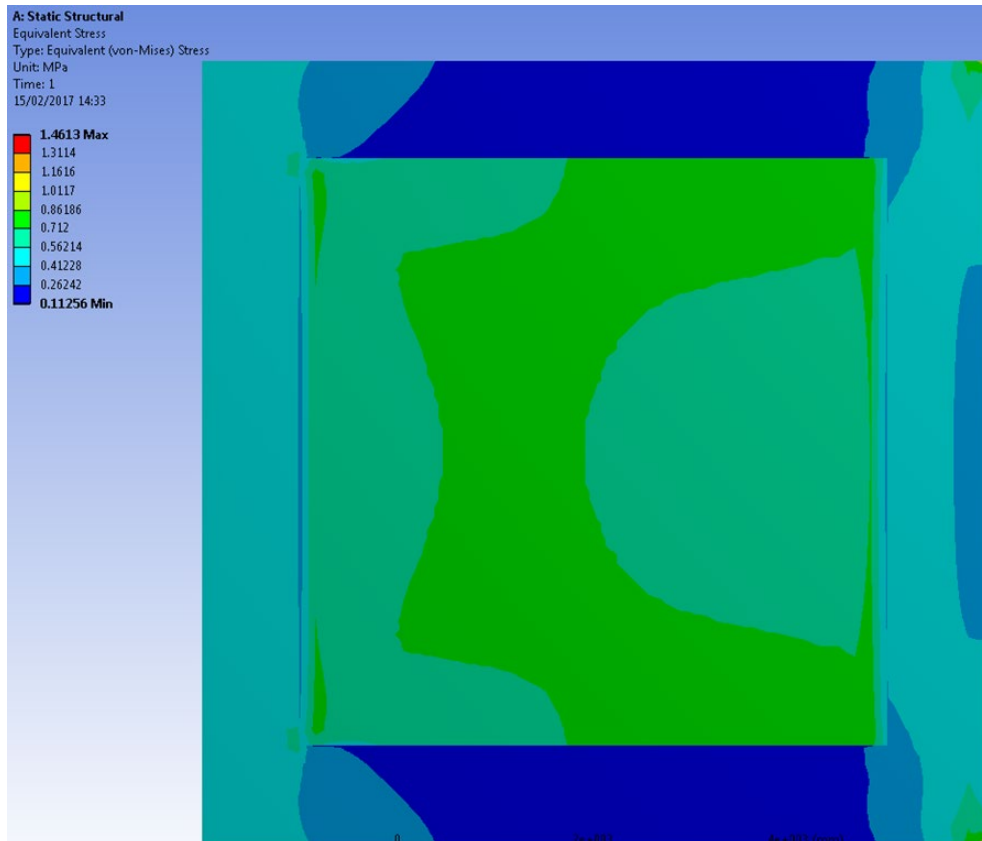 A: Static Structural
Equivalent Stress
Type: Equivalent (von-Mises) Stress
Unit: MPa
Time: 1
15/02/2017 14:33
1.4613 Max
1.3114
1.1616
1.0117
0.86186
0.712
0.56214
0.41228
0.26242
0.11256 Min
0